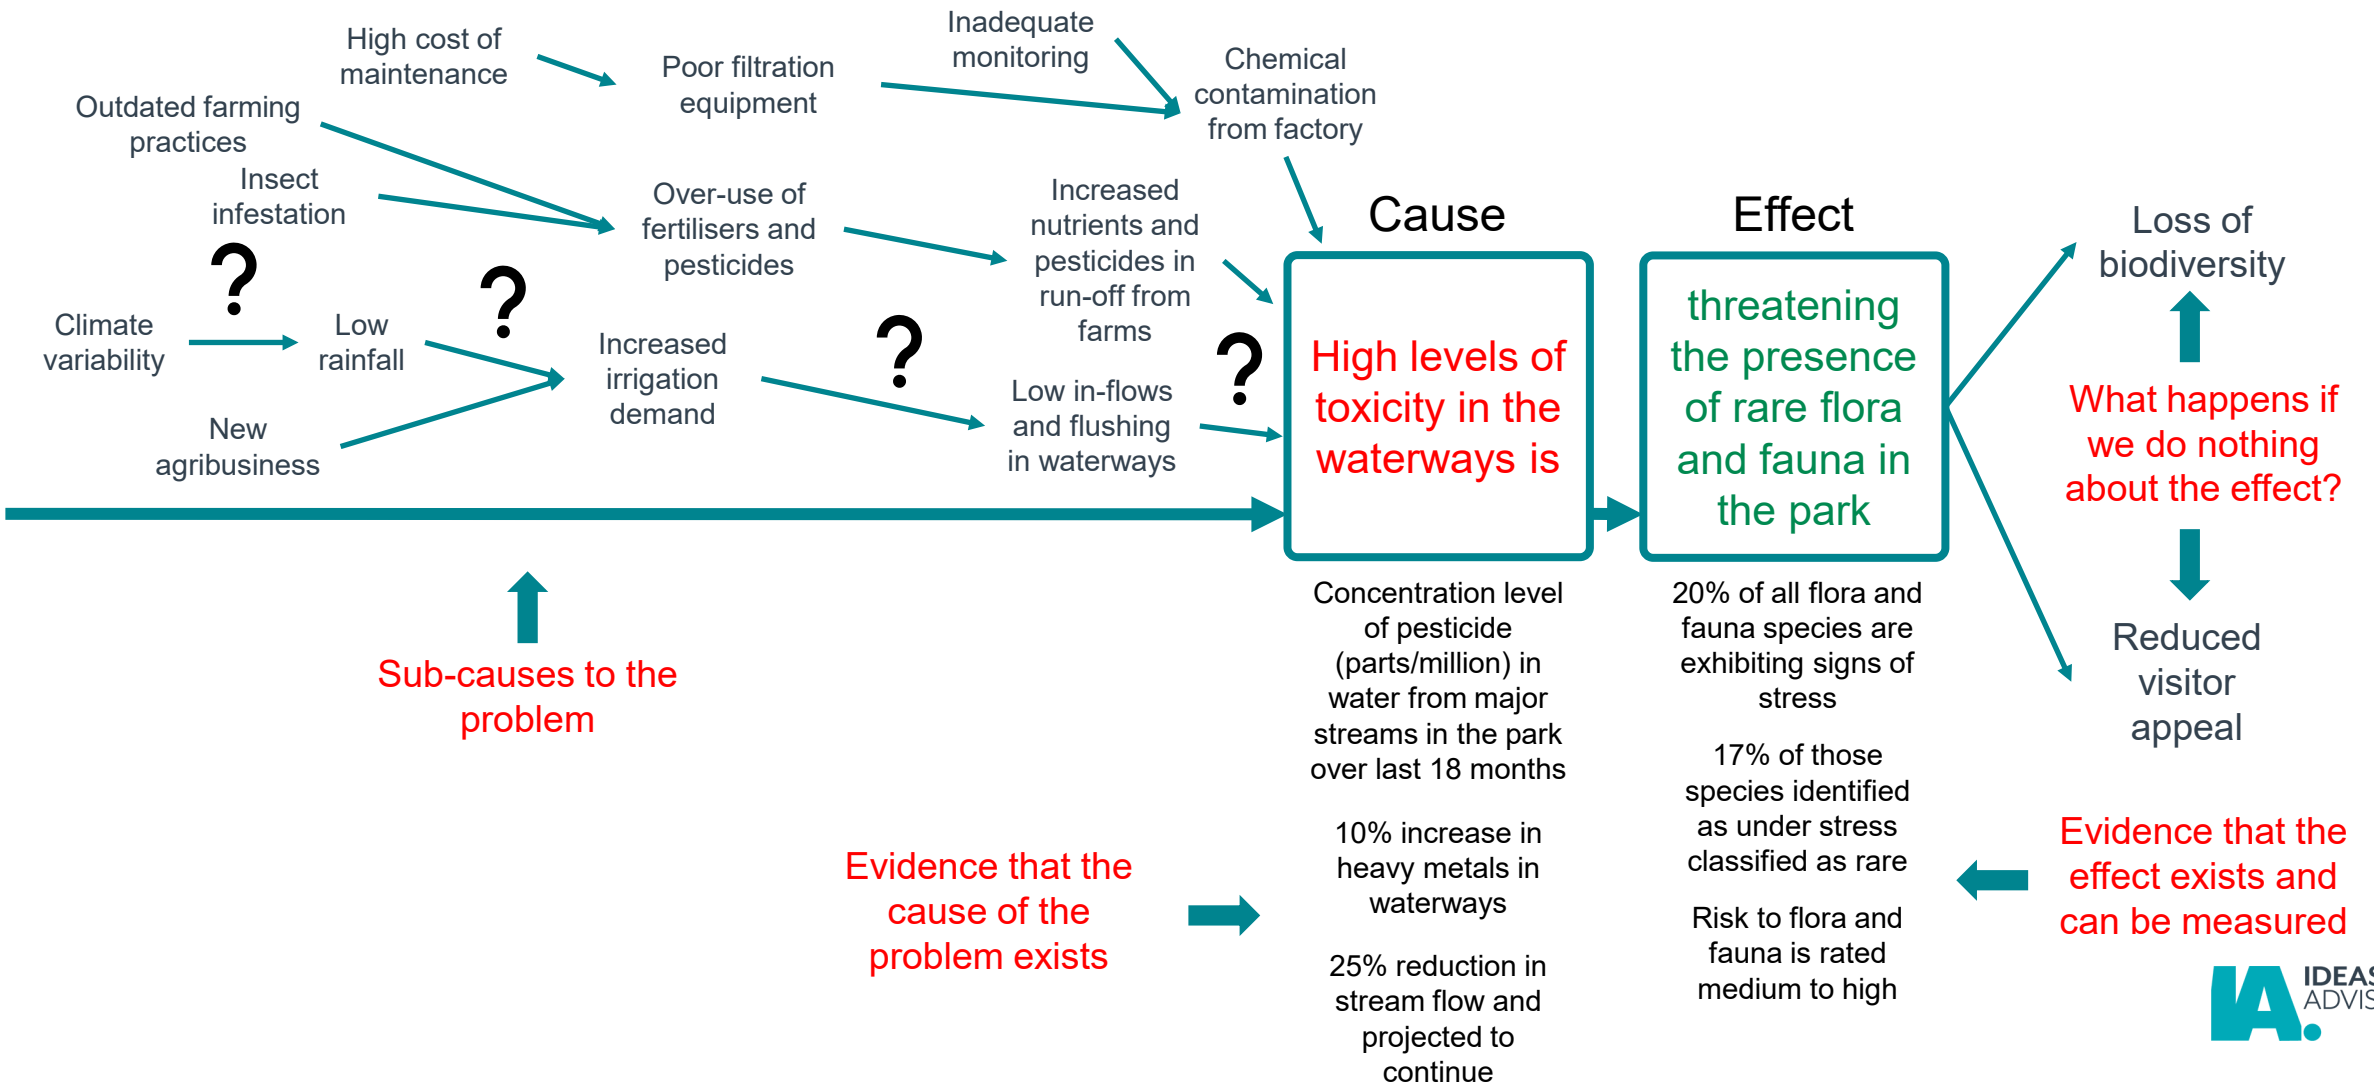 High cost of
maintenance
Poor filtration
equipment
Inadequate
monitoring
Chemical
contamination
from factory
Outdated farming
practices
Insect
infestation
Over-use of
fertilisers and
pesticides
Increased
nutrients and
pesticides in
run-off from
farms
?
?
?
?
Climate
variability
Low
rainfall
New
agribusiness
Increased
irrigation
demand
Low in-flows
and flushing
in waterways
Cause
High levels of
toxicity in the
waterways is
Effect
threatening
the presence
of rare flora
and fauna in
the park
Loss of
biodiversity
What happens if
we do nothing
about the effect?
Reduced
visitor
appeal
Sub-causes to the
problem
Evidence that the
cause of the
problem exists
Concentration level
of pesticide
(parts/million) in
water from major
streams in the park
over last 18 months
10% increase in
heavy metals in
waterways
25% reduction in
stream flow and
projected to
continue
20% of all flora and
fauna species are
exhibiting signs of
stress
17% of those
species identified
as under stress
classified as rare
Risk to flora and
fauna is rated
medium to high
Evidence that the
effect exists and
can be measured
IA.
IDEAS
ADVIS